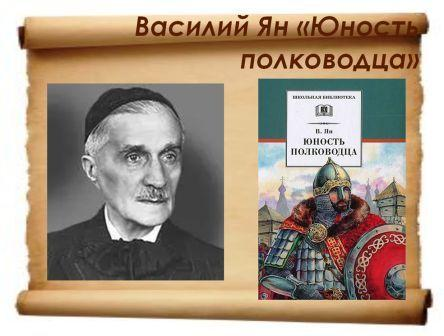 Василий Ян «Юность
полководца»
ШКОЛЬНАЯ БИБЛИОТЕКА
В. Ян
ЮНОСТЬ
ПОЛКОВОДЦА